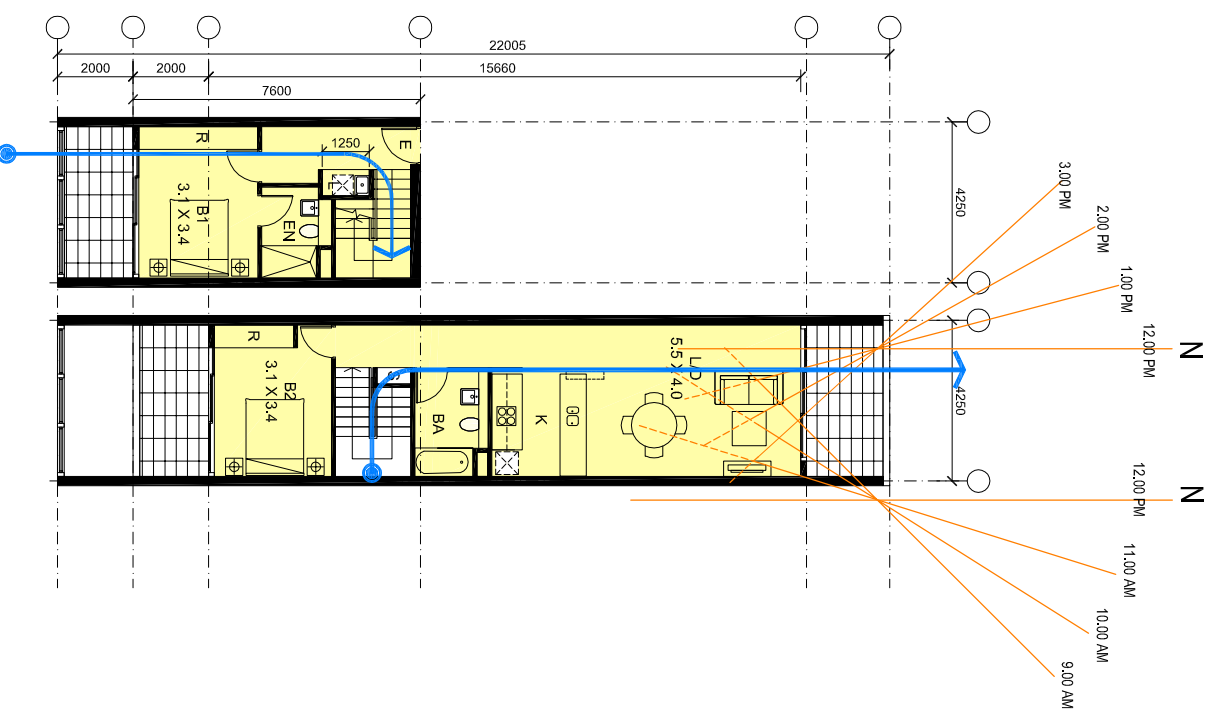 22005
2000
2000
15660
7600
R
1250
E
L
B1
3.1 X 3.4
EN
4250
3.00 PM
2.00 PM
1.00 PM
12.00 PM
N
R
B2
3.1 X 3.4
S
BA
K
L/D
5.5 X 4.0
4250
12.00 PM
N
11.00 AM
10.00 AM
9.00 AM